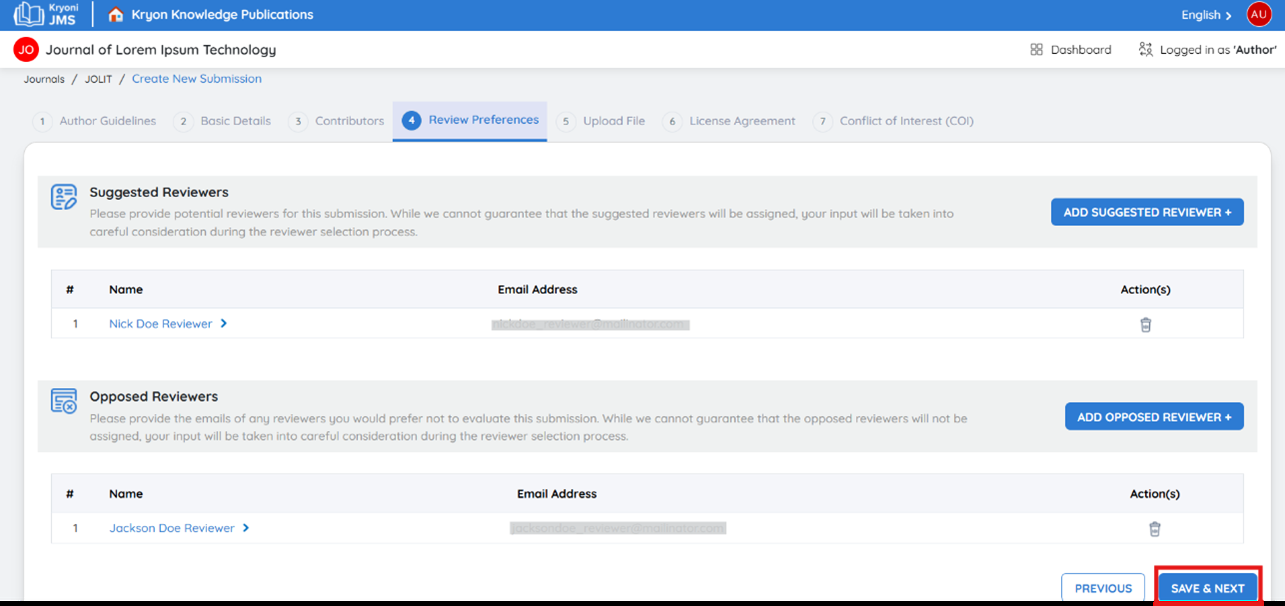 Kryoni JMS
Kryon Knowledge Publications
English
AU
JO
Journal of Lorem Ipsum Technology
Dashboard
Logged in as 'Author'
Journals / JOLIT / Create New Submission
1 Author Guidelines
2 Basic Details
3 Contributors
4 Review Preferences
5 Upload File
6 License Agreement
7 Conflict of Interest (COI)
Suggested Reviewers
Please provide potential reviewers for this submission. While we cannot guarantee that the suggested reviewers will be assigned, your input will be taken into
careful consideration during the reviewer selection process.
ADD SUGGESTED REVIEWER +
# Name Email Address Action(s)
1 Nick Doe Reviewer nickdoe_reviewer@mailinator.com
Opposed Reviewers
Please provide the emails of any reviewers you would prefer not to evaluate this submission. While we cannot guarantee that the opposed reviewers will not be
assigned, your input will be taken into careful consideration during the reviewer selection process.
ADD OPPOSED REVIEWER +
# Name Email Address Action(s)
1 Jackson Doe Reviewer jacksondoe_reviewer@mailinator.com
PREVIOUS
SAVE & NEXT